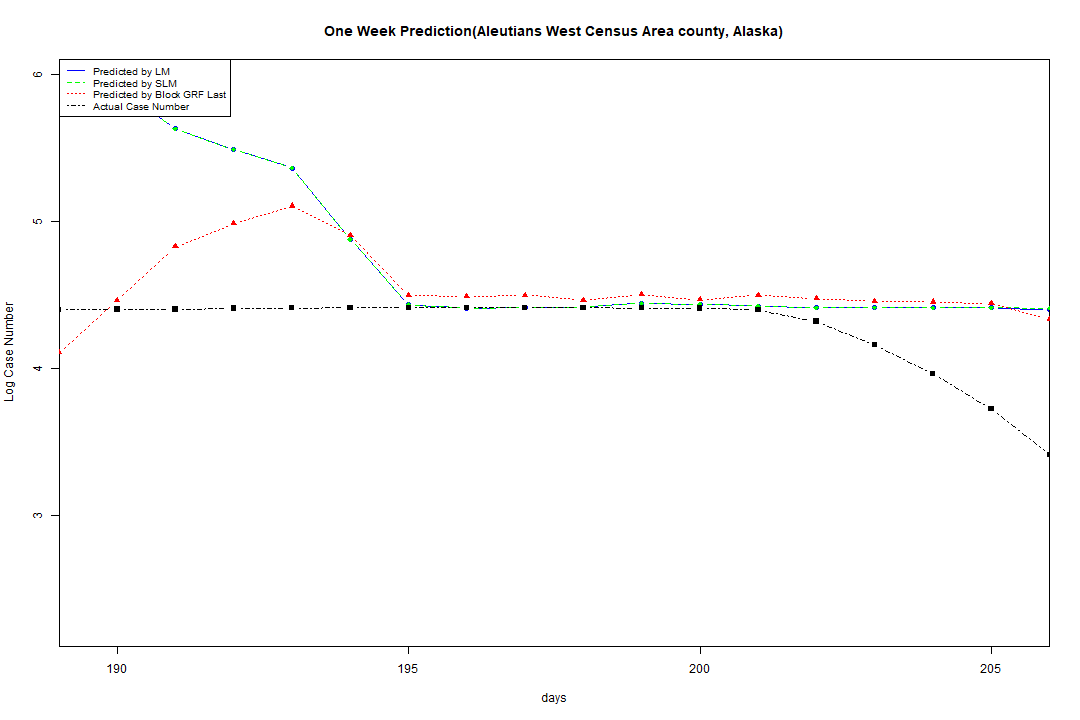 One Week Prediction(Aleutians West Census Area county, Alaska)
Predicted by LM
Predicted by SLM
Predicted by Block GRF Last
Actual Case Number
6
5
4
3
Log Case Number
190
195
200
205
days